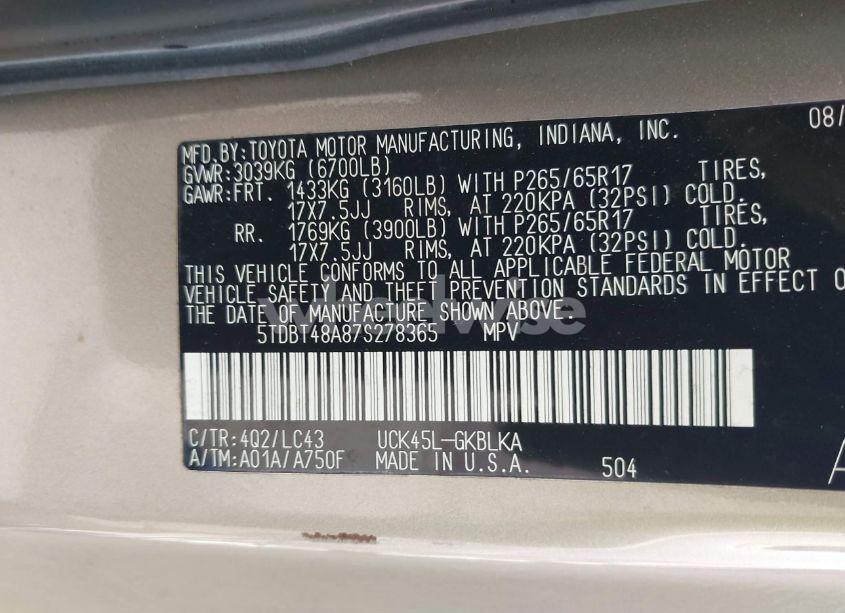 08/
MFD.BY:TOYOTA MOTOR MANUFACTURING, INDIANA, INC.
GVWR:3039KG (6700LB)
GAWR:FRT. 1433KG (3160LB) WITH P265/65R17 TIRES,
17X7.5JJ RIMS, AT 220KPA (32PSI) COLD.
RR. 1769KG (3900LB) WITH P265/65R17 TIRES,
17X7.5JJ RIMS, AT 220KPA (32PSI) COLD.
THIS VEHICLE CONFORMS TO ALL APPLICABLE FEDERAL MOTOR
VEHICLE SAFETY AND THEFT PREVENTION STANDARDS IN EFFECT O
THE DATE OF MANUFACTURE SHOWN ABOVE.
5TDBT48A87S278365 MPV
C/TR:4Q2/LC43 UCK45L-GKBLKA
A/TM:A01A/A750F MADE IN U.S.A. 504